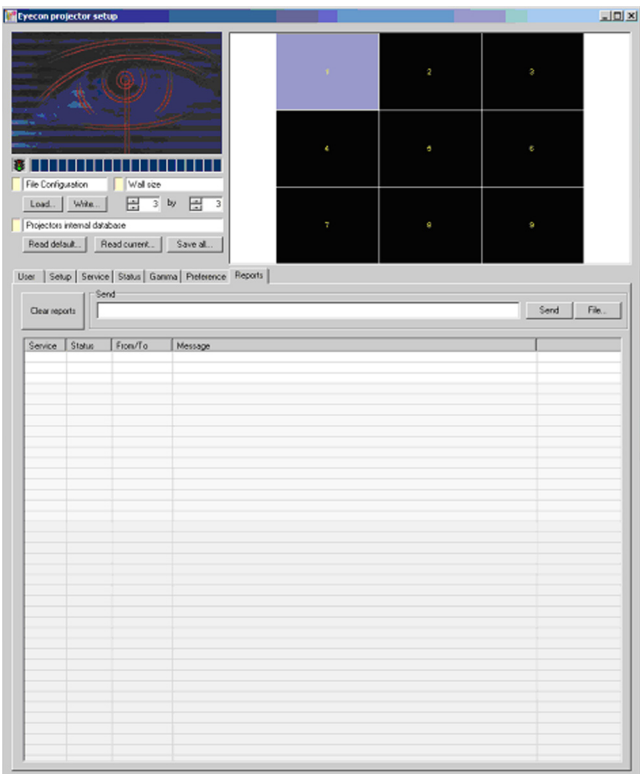 Eyecon projector setup
1 2 3
4 5 6
7 8 9
File Configuration Wall size
Load... Write... 3 by 3
Projectors internal database
Read default... Read current... Save all...
User Setup Service Status Gamma Preference Reports
Send
Clear reports Send File...
Service Status From/To Message